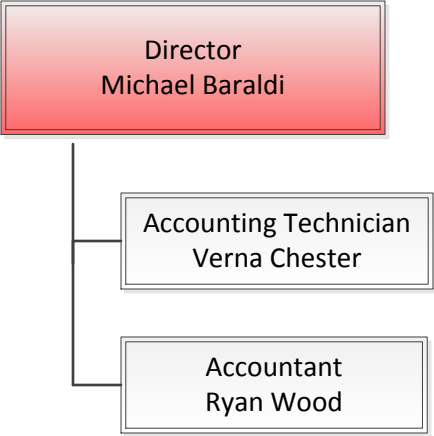 Director
Michael Baraldi
Accounting Technician
Verna Chester
Accountant
Ryan Wood